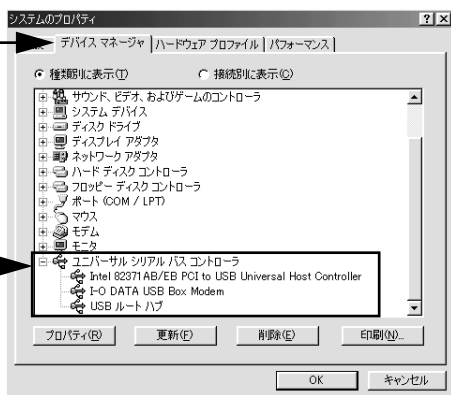 システムのプロパティ
デバイス マネージャ ハードウェア プロファイル パフォーマンス
種類別に表示(T) 接続別に表示(C)
サウンド、ビデオ、およびゲームのコントローラ
システム デバイス
ディスク ドライブ
ディスプレイ アダプタ
ネットワーク アダプタ
ハード ディスク コントローラ
フロッピー ディスク コントローラ
ポート (COM / LPT)
マウス
モデム
モニタ
ユニバーサル シリアル バス コントローラ
Intel 82371AB/EB PCI to USB Universal Host Controller
I-O DATA USB Box Modem
USB ルート ハブ
プロパティ(R) 更新(F) 削除(E) 印刷(N)...
OK キャンセル